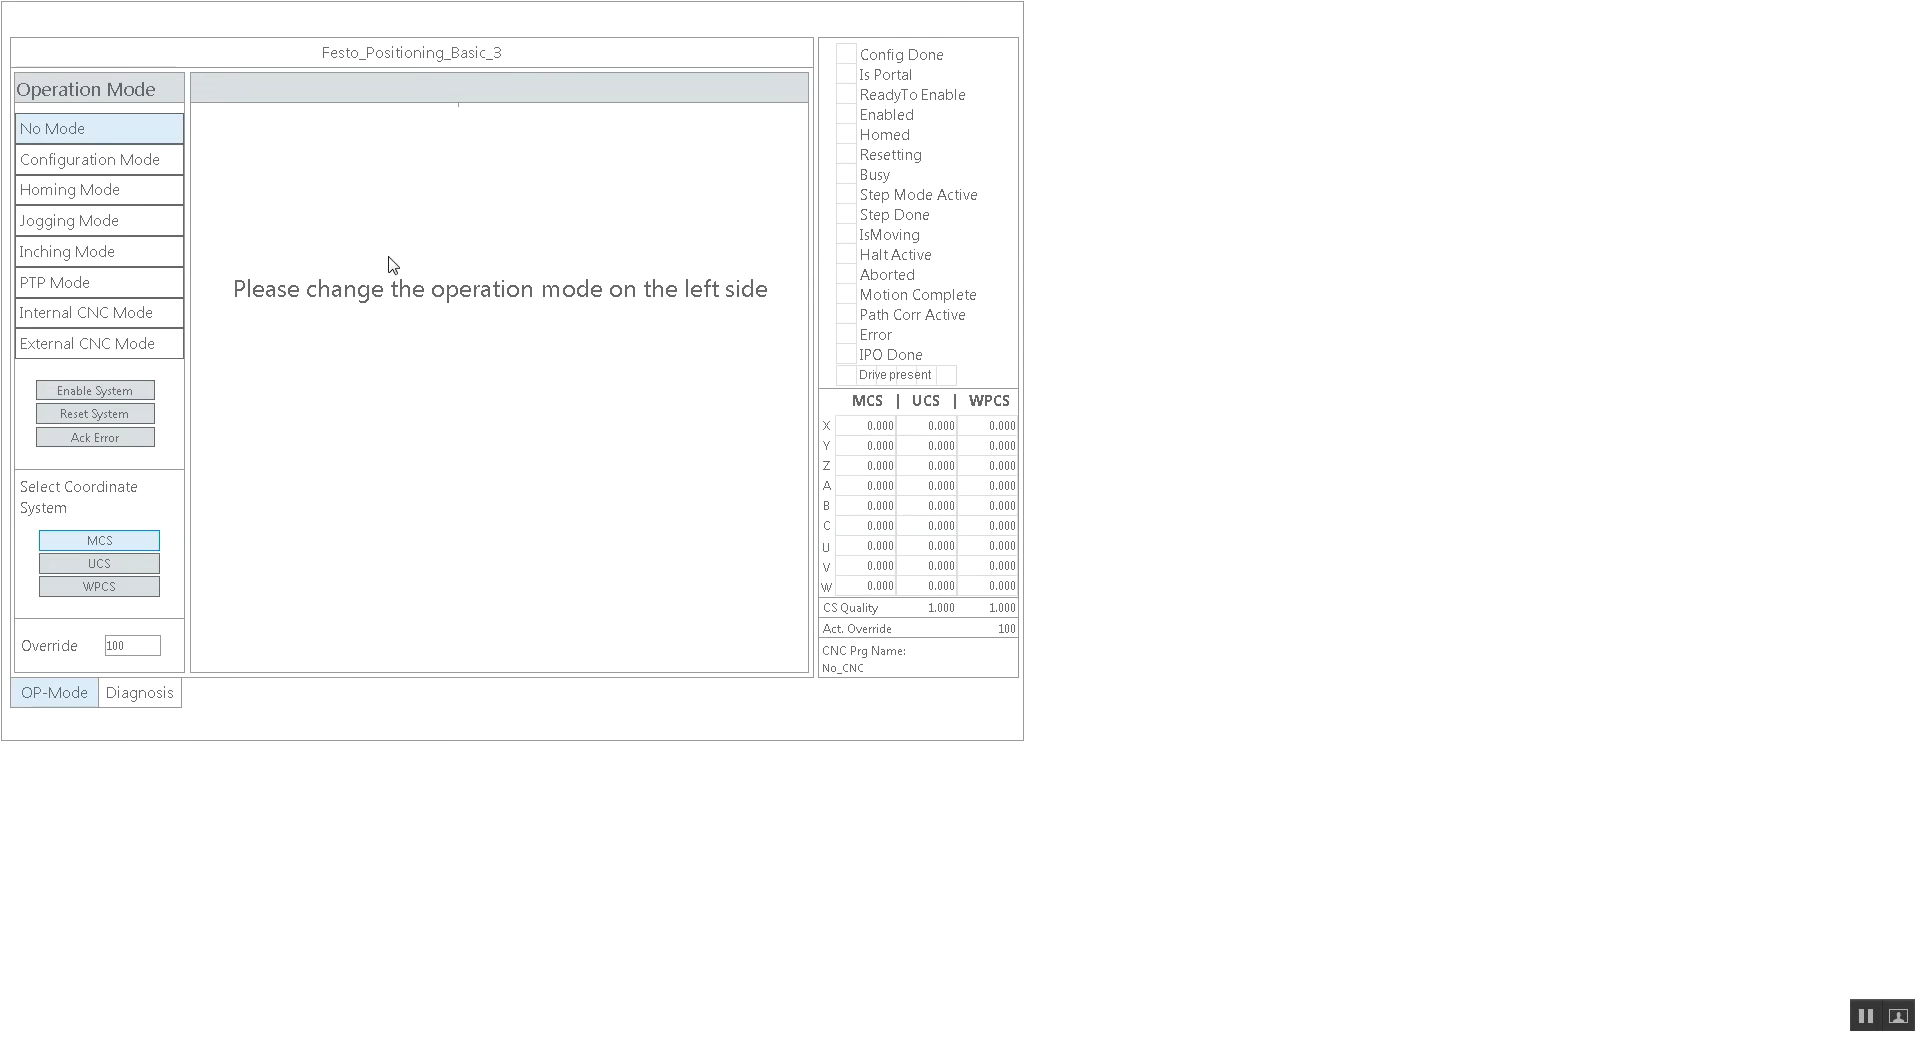 Festo_Positioning_Basic_3
Operation Mode
No Mode
Configuration Mode
Homing Mode
Jogging Mode
Inching Mode
PTP Mode
Internal CNC Mode
External CNC Mode
Enable System
Reset System
Ack Error
Select Coordinate
System
MCS
UCS
WPCS
Override 100
OP-Mode Diagnosis
Please change the operation mode on the left side
Config Done
Is Portal
ReadyTo Enable
Enabled
Homed
Resetting
Busy
Step Mode Active
Step Done
IsMoving
Halt Active
Aborted
Motion Complete
Path Corr Active
Error
IPO Done
Drive present
MCS | UCS | WPCS
X 0.000 0.000 0.000
Y 0.000 0.000 0.000
Z 0.000 0.000 0.000
A 0.000 0.000 0.000
B 0.000 0.000 0.000
C 0.000 0.000 0.000
U 0.000 0.000 0.000
V 0.000 0.000 0.000
W 0.000 0.000 0.000
CS Quality 1.000 1.000
Act. Override 100
CNC Prg Name:
No_CNC